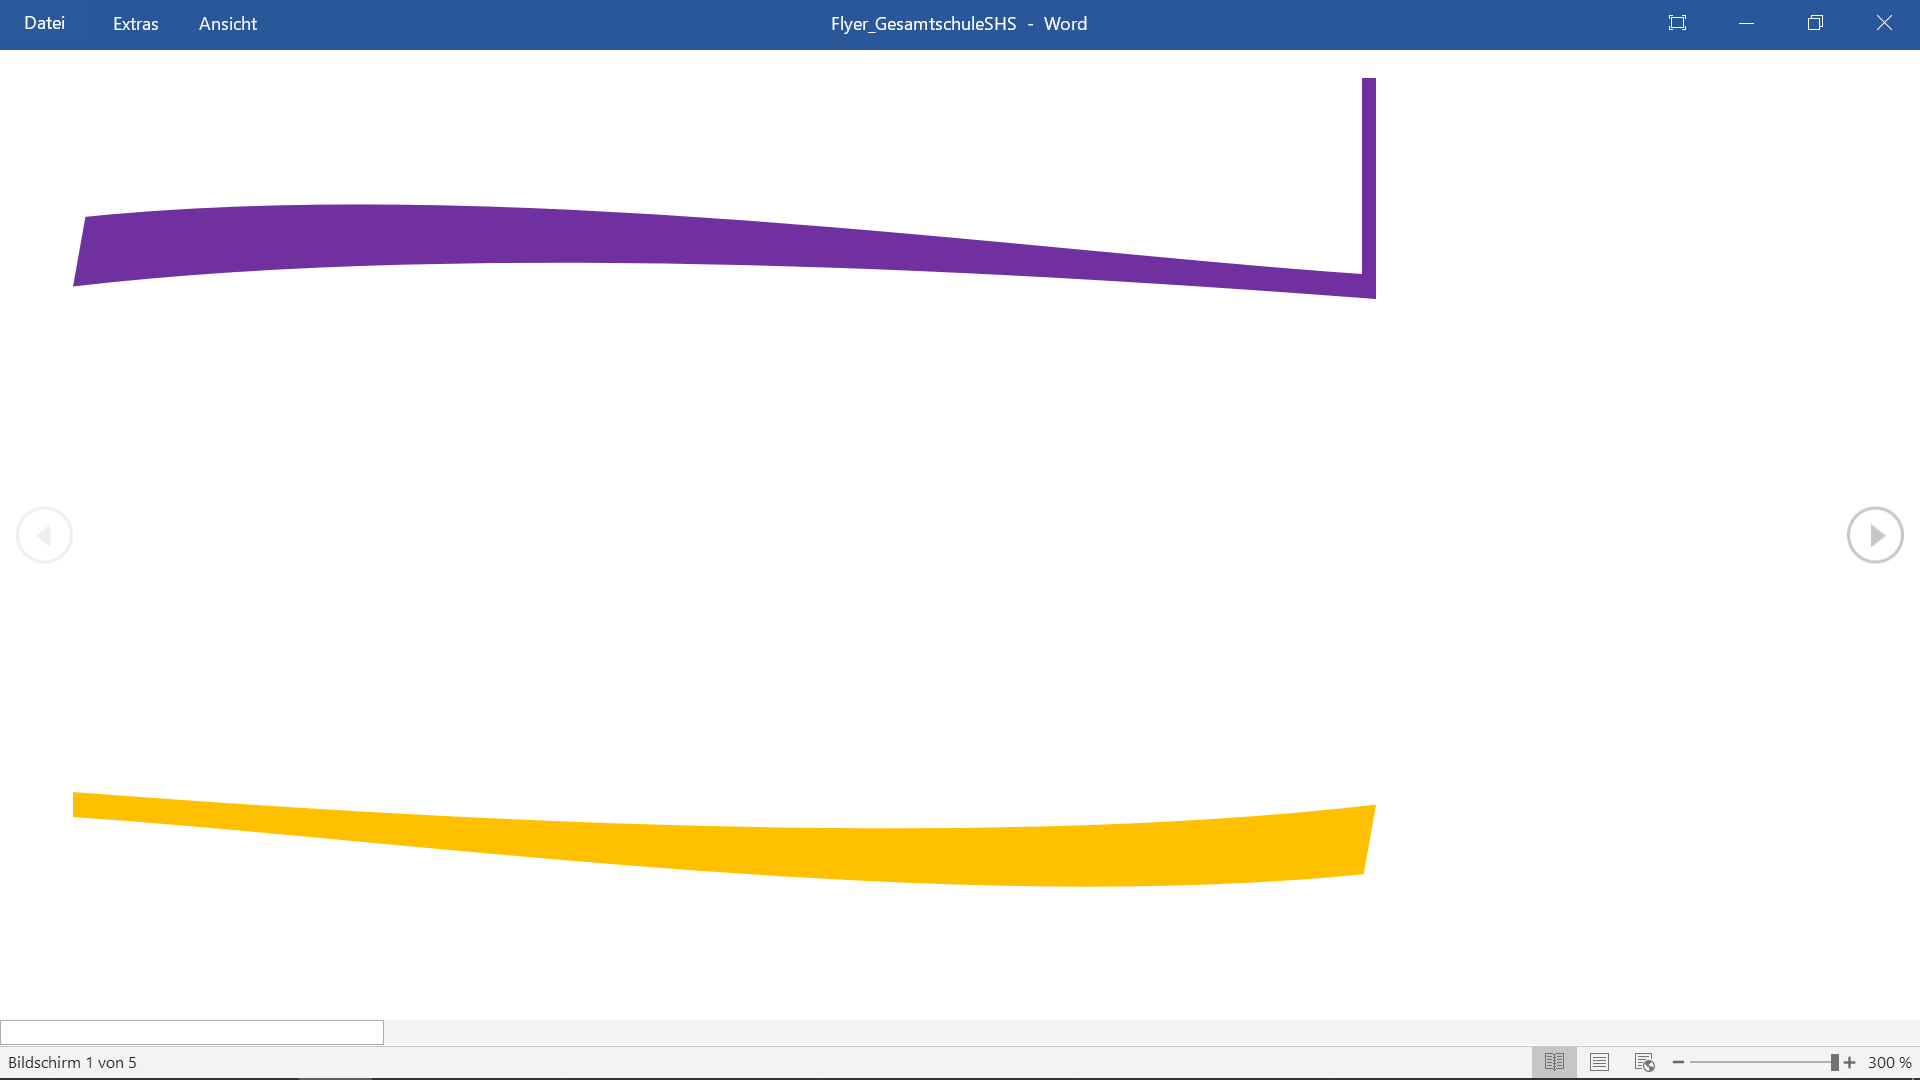 Datei Extras Ansicht Flyer_GesamtschuleSHS - Word
Bildschirm 1 von 5 300 %